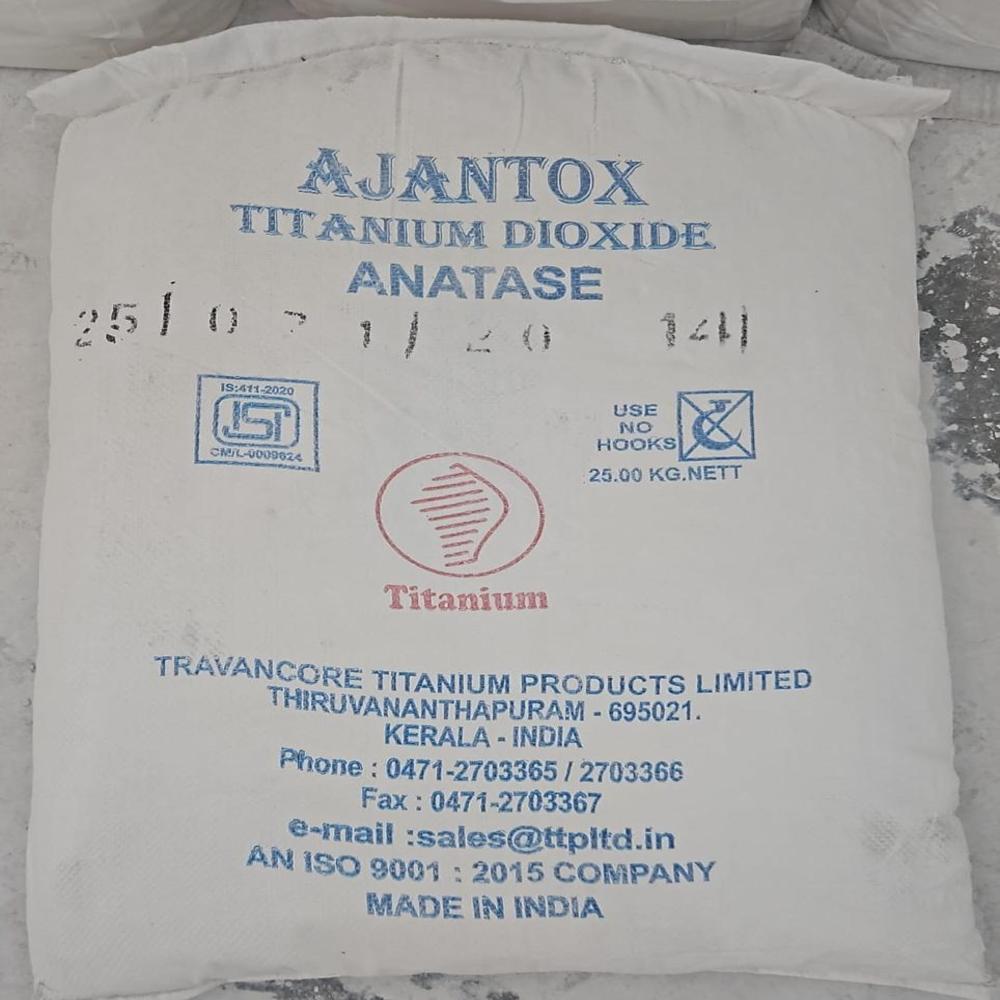 AJANTOX
TITANIUM DIOXIDE
ANATASE
IS:411-2020
ISI
CM/L-0009624
USE
NO
HOOKS
25.00 KG.NETT
Titanium
TRAVANCORE TITANIUM PRODUCTS LIMITED
THIRUVANANTHAPURAM - 695021.
KERALA - INDIA
Phone : 0471-2703365 / 2703366
Fax : 0471-2703367
e-mail :sales@ttpltd.in
AN ISO 9001 : 2015 COMPANY
MADE IN INDIA